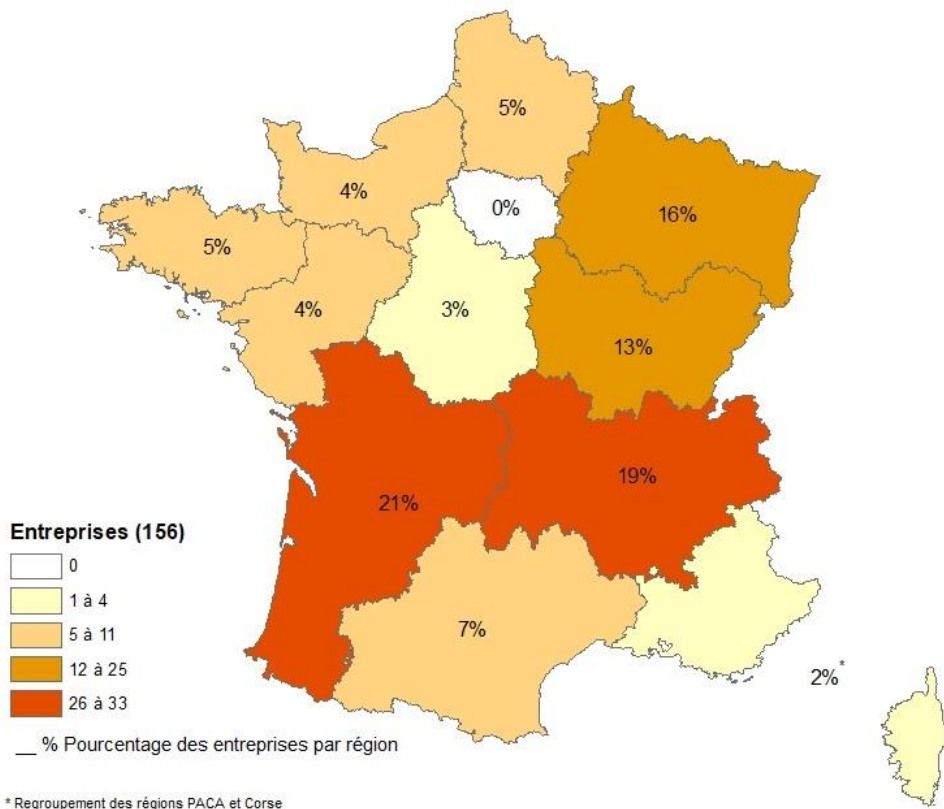 5%
4%
0%
16%
5%
4%
3%
13%
19%
21%
7%
2%*
Entreprises (156)
0
1 à 4
5 à 11
12 à 25
26 à 33
__ % Pourcentage des entreprises par région
* Regroupement des régions PACA et Corse